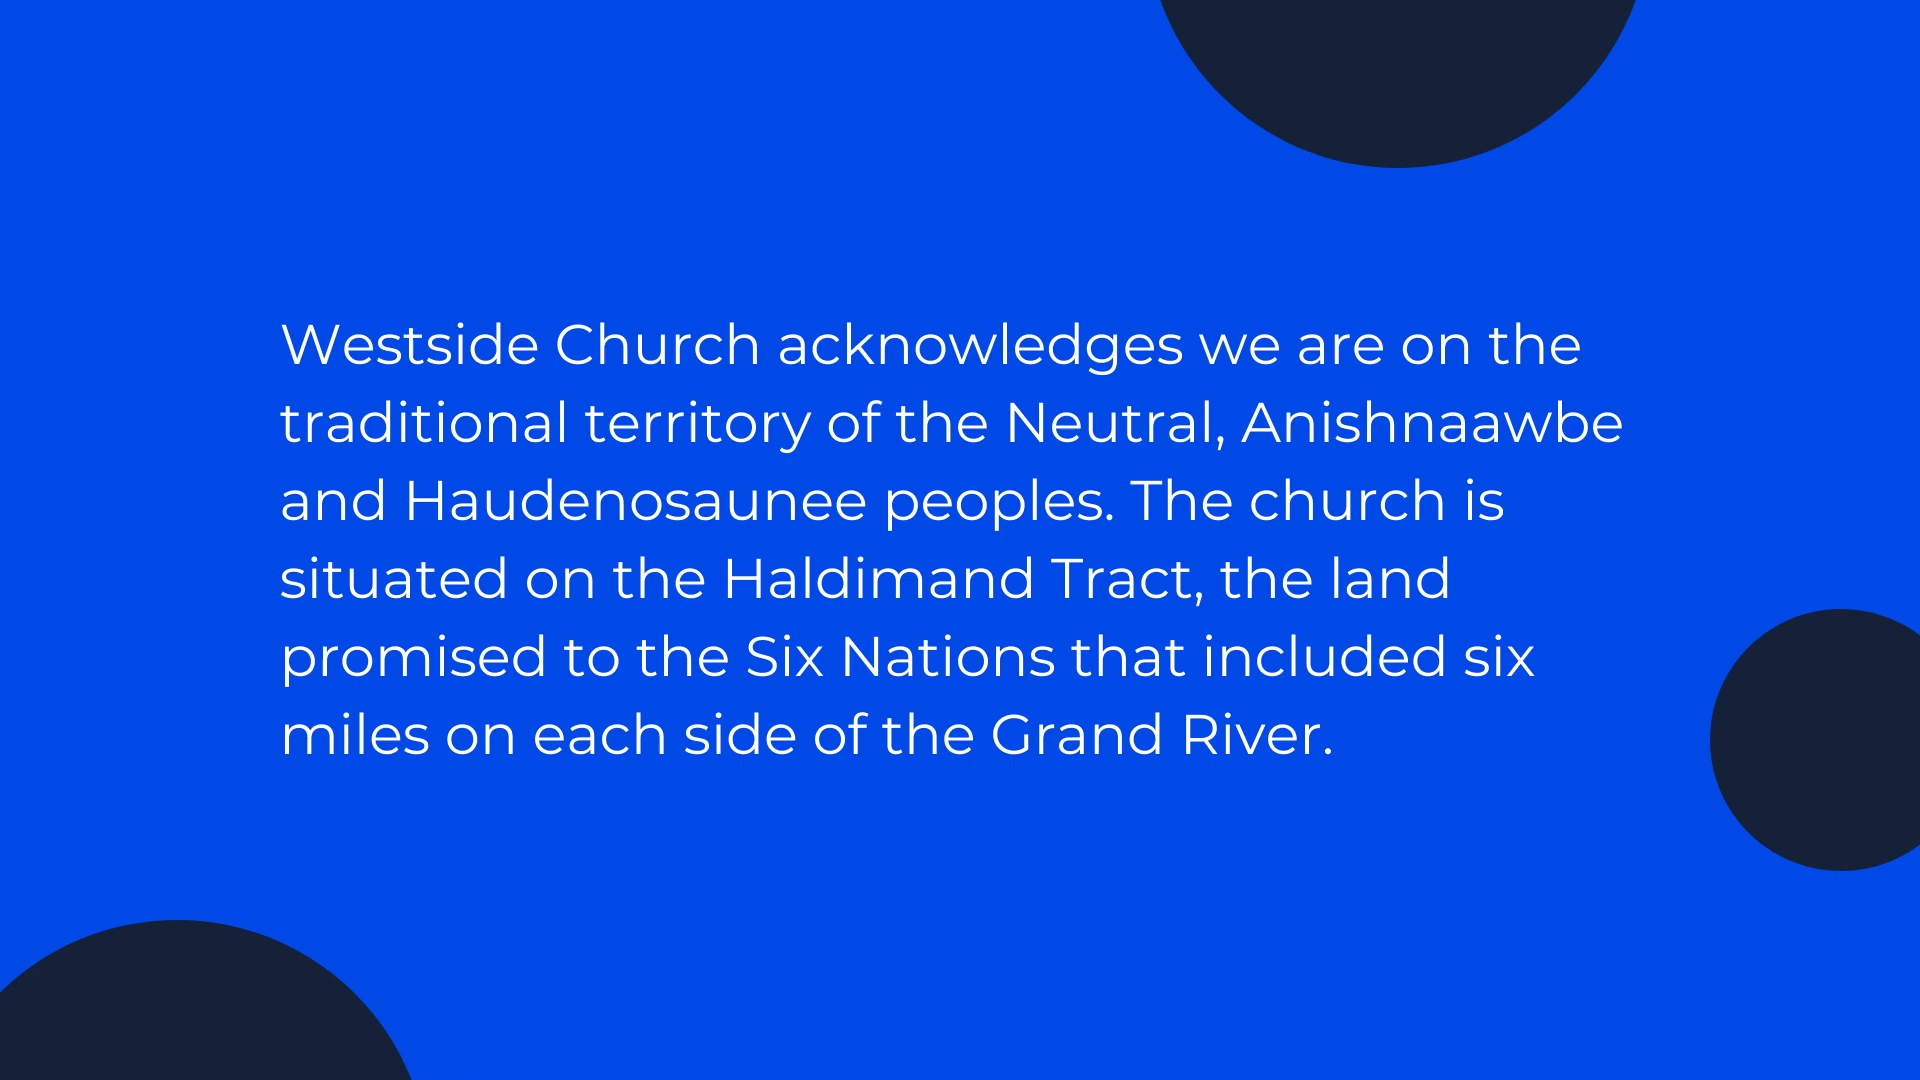 Westside Church acknowledges we are on the
traditional territory of the Neutral, Anishnaawbe
and Haudenosaunee peoples. The church is
situated on the Haldimand Tract, the land
promised to the Six Nations that included six
miles on each side of the Grand River.